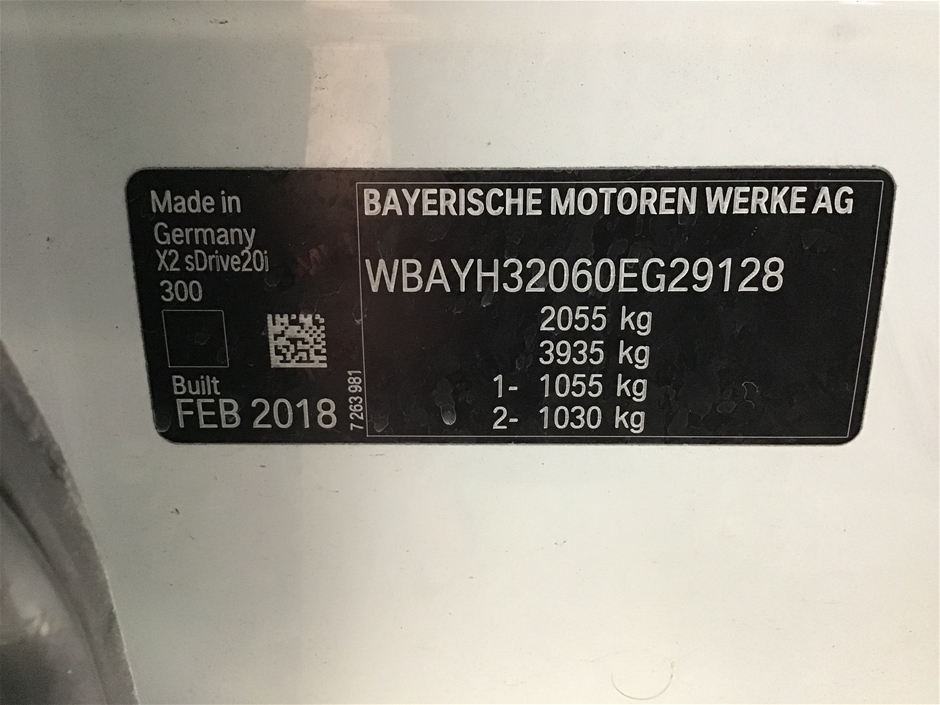 Made in
Germany
X2 sDrive20i
300
Built
FEB 2018
7 263 981
BAYERISCHE MOTOREN WERKE AG
WBAYH32060EG29128
2055 kg
3935 kg
1- 1055 kg
2- 1030 kg